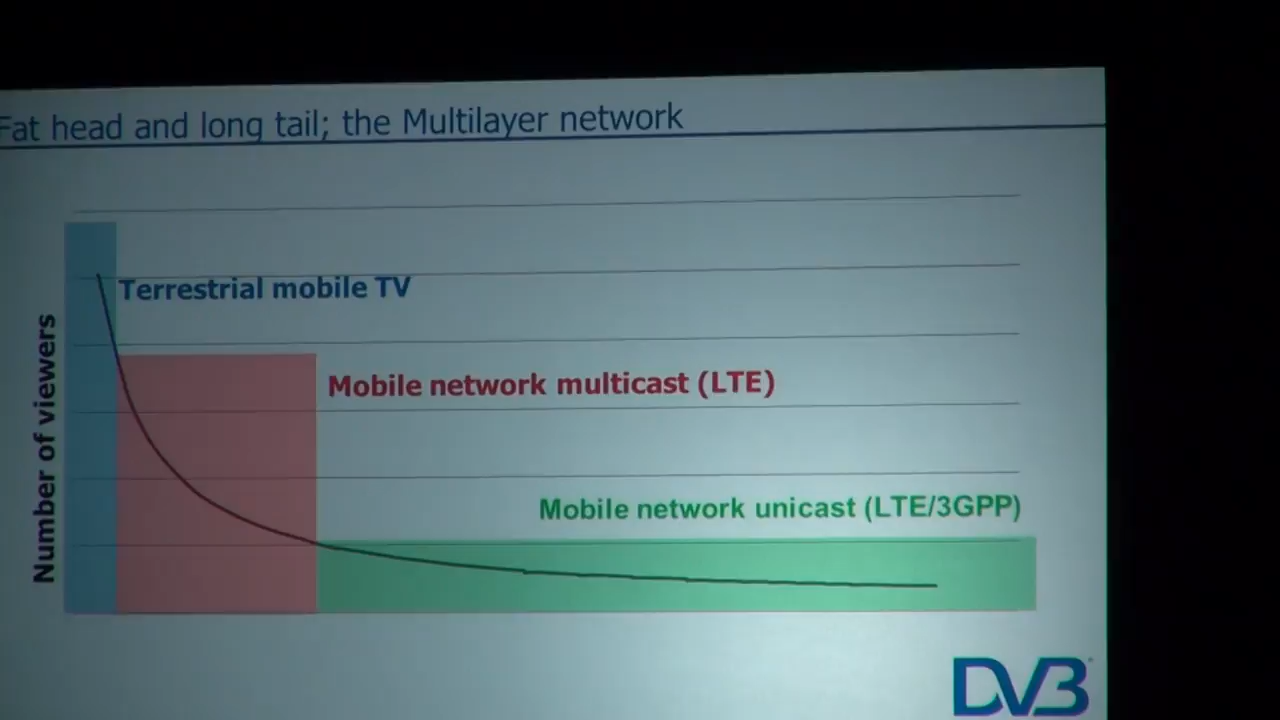 Fat head and long tail; the Multilayer network
Terrestrial mobile TV
Mobile network multicast (LTE)
Mobile network unicast (LTE/3GPP)
Number of viewers
DVB